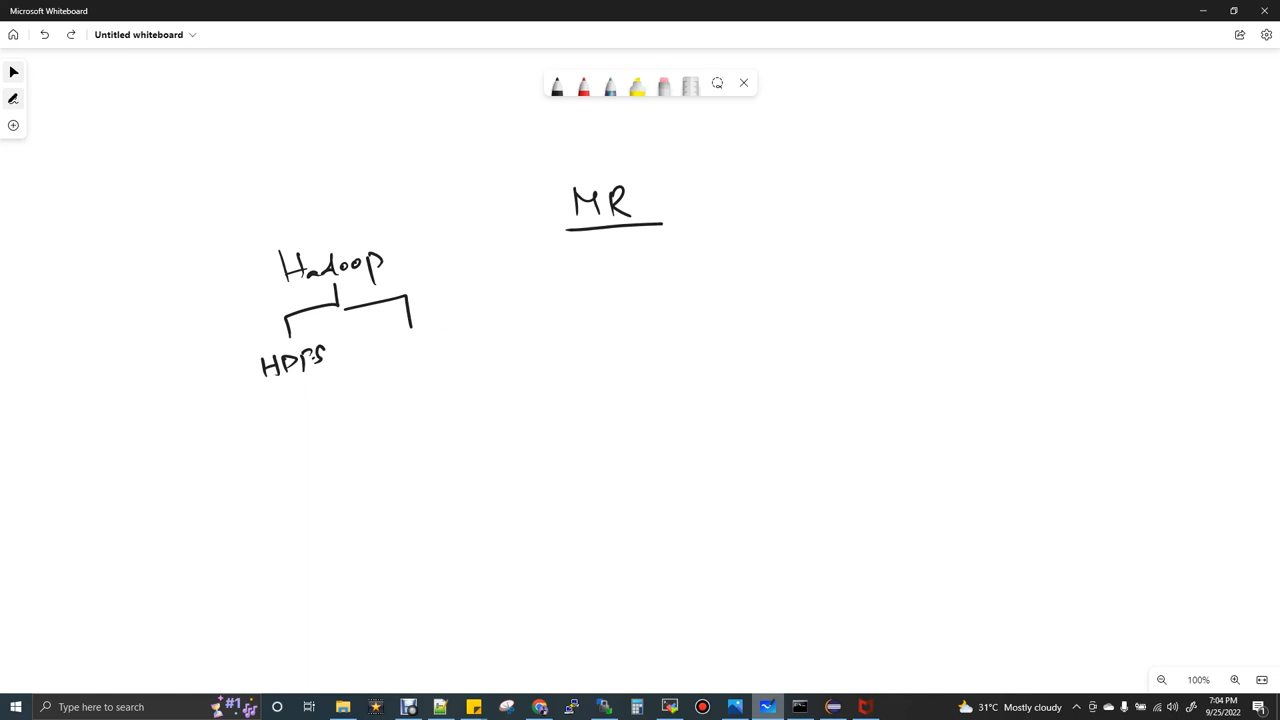 Microsoft Whiteboard
Untitled whiteboard
MR
Hadoop
HDFS
100%
Type here to search
#1
31°C Mostly cloudy
7:04 PM
9/25/2022